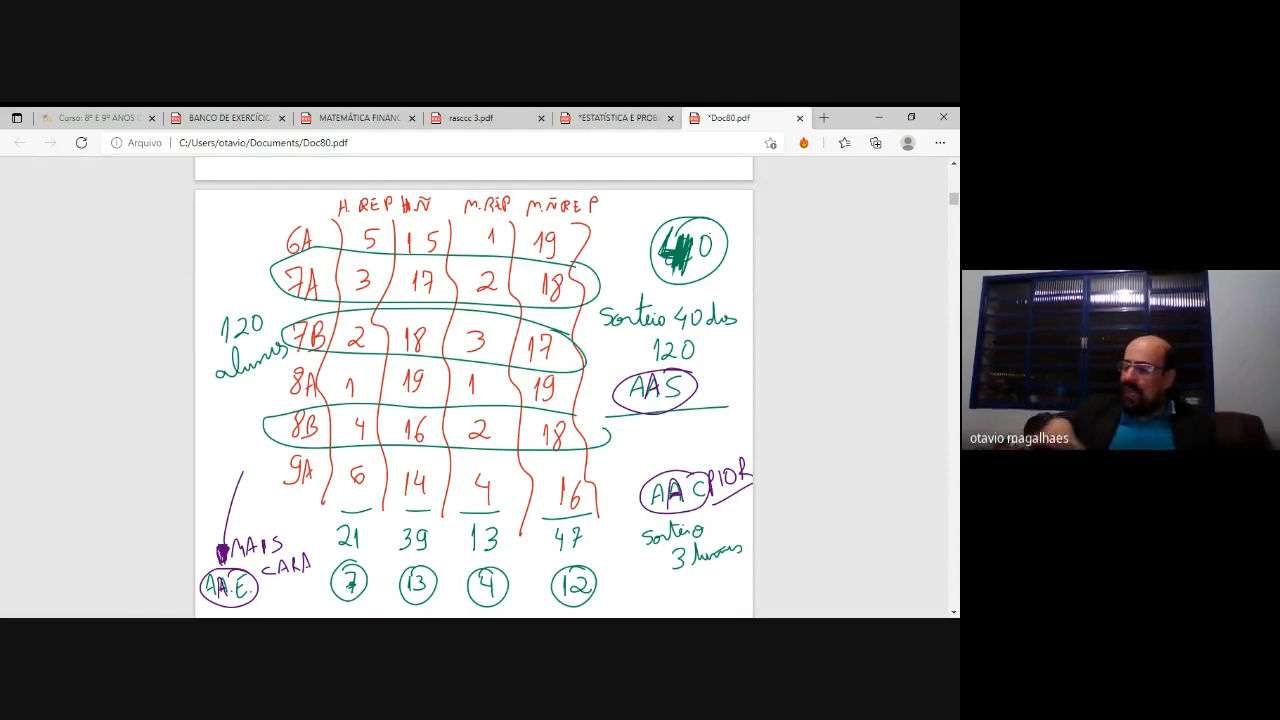 Curso: 8º E 9º ANOS
BANCO DE EXERCÍCIO
MATEMÁTICA FINANC
rasccc 3.pdf
*ESTATÍSTICA E PROBA
*Doc80.pdf
Arquivo C:/Users/otavio/Documents/Doc80.pdf
H. REP H.Ñ M.REP M.Ñ REP
6A 5 15 1 19
7A 3 17 2 18
7B 2 18 3 17
8A 1 19 1 19
8B 4 16 2 18
9A 6 14 4 16
21 39 13 47
7 13 4 12
120
alunos
MAIS
CARA
AA.E.
40
Sorteio 40 dos
120
AAS
AAC PIOR
Sorteio
3 turmas
otavio magalhaes